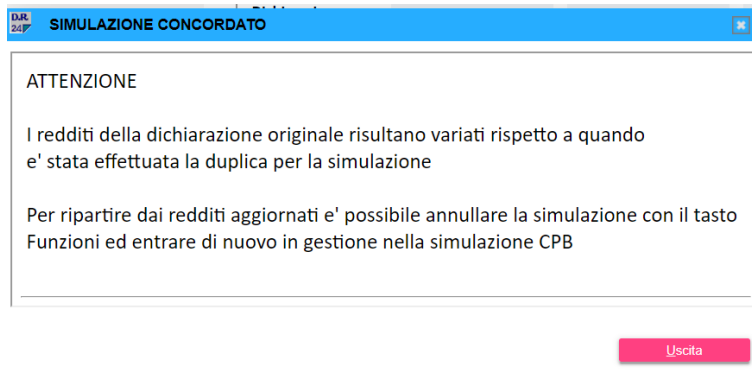 D.R.
24
SIMULAZIONE CONCORDATO
ATTENZIONE
I redditi della dichiarazione originale risultano variati rispetto a quando
e' stata effettuata la duplica per la simulazione
Per ripartire dai redditi aggiornati e' possibile annullare la simulazione con il tasto
Funzioni ed entrare di nuovo in gestione nella simulazione CPB
Uscita